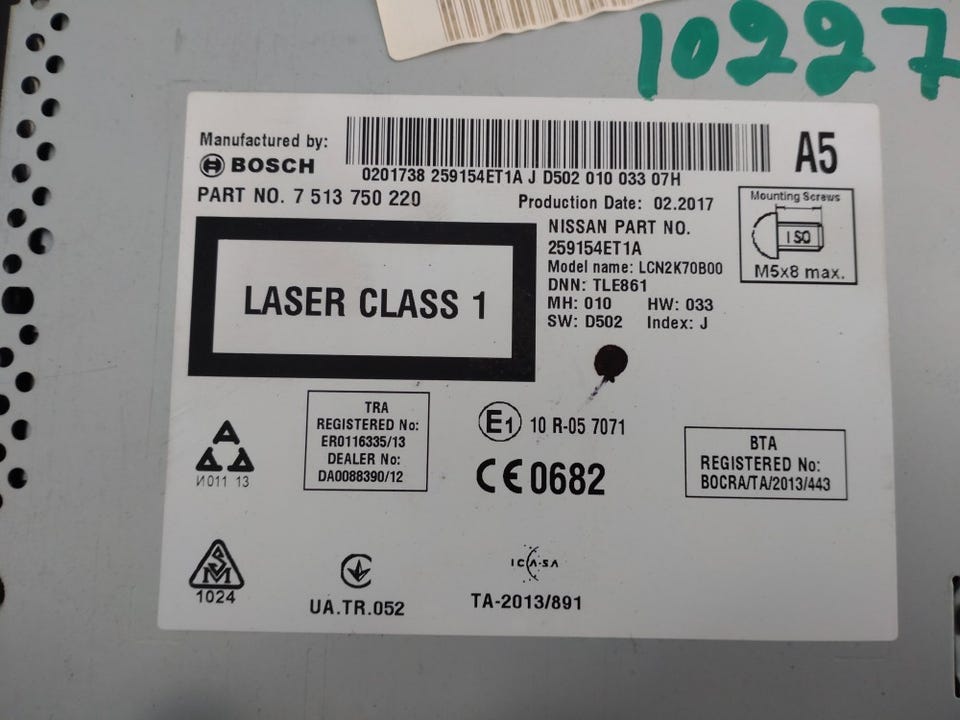 10227
Manufactured by:
BOSCH
A5
0201738 259154ET1A J D502 010 033 07H
PART NO. 7 513 750 220
Production Date: 02.2017
Mounting Screws
ISO
M5x8 max.
NISSAN PART NO.
259154ET1A
Model name: LCN2K70B00
DNN: TLE861
MH: 010 HW: 033
SW: D502 Index: J
LASER CLASS 1
TRA
REGISTERED No:
ER0116335/13
DEALER No:
DA0088390/12
И011 13
E1 10 R-05 7071
CE0682
BTA
REGISTERED No:
BOCRA/TA/2013/443
SM
1024
UA.TR.052
ICASA
TA-2013/891